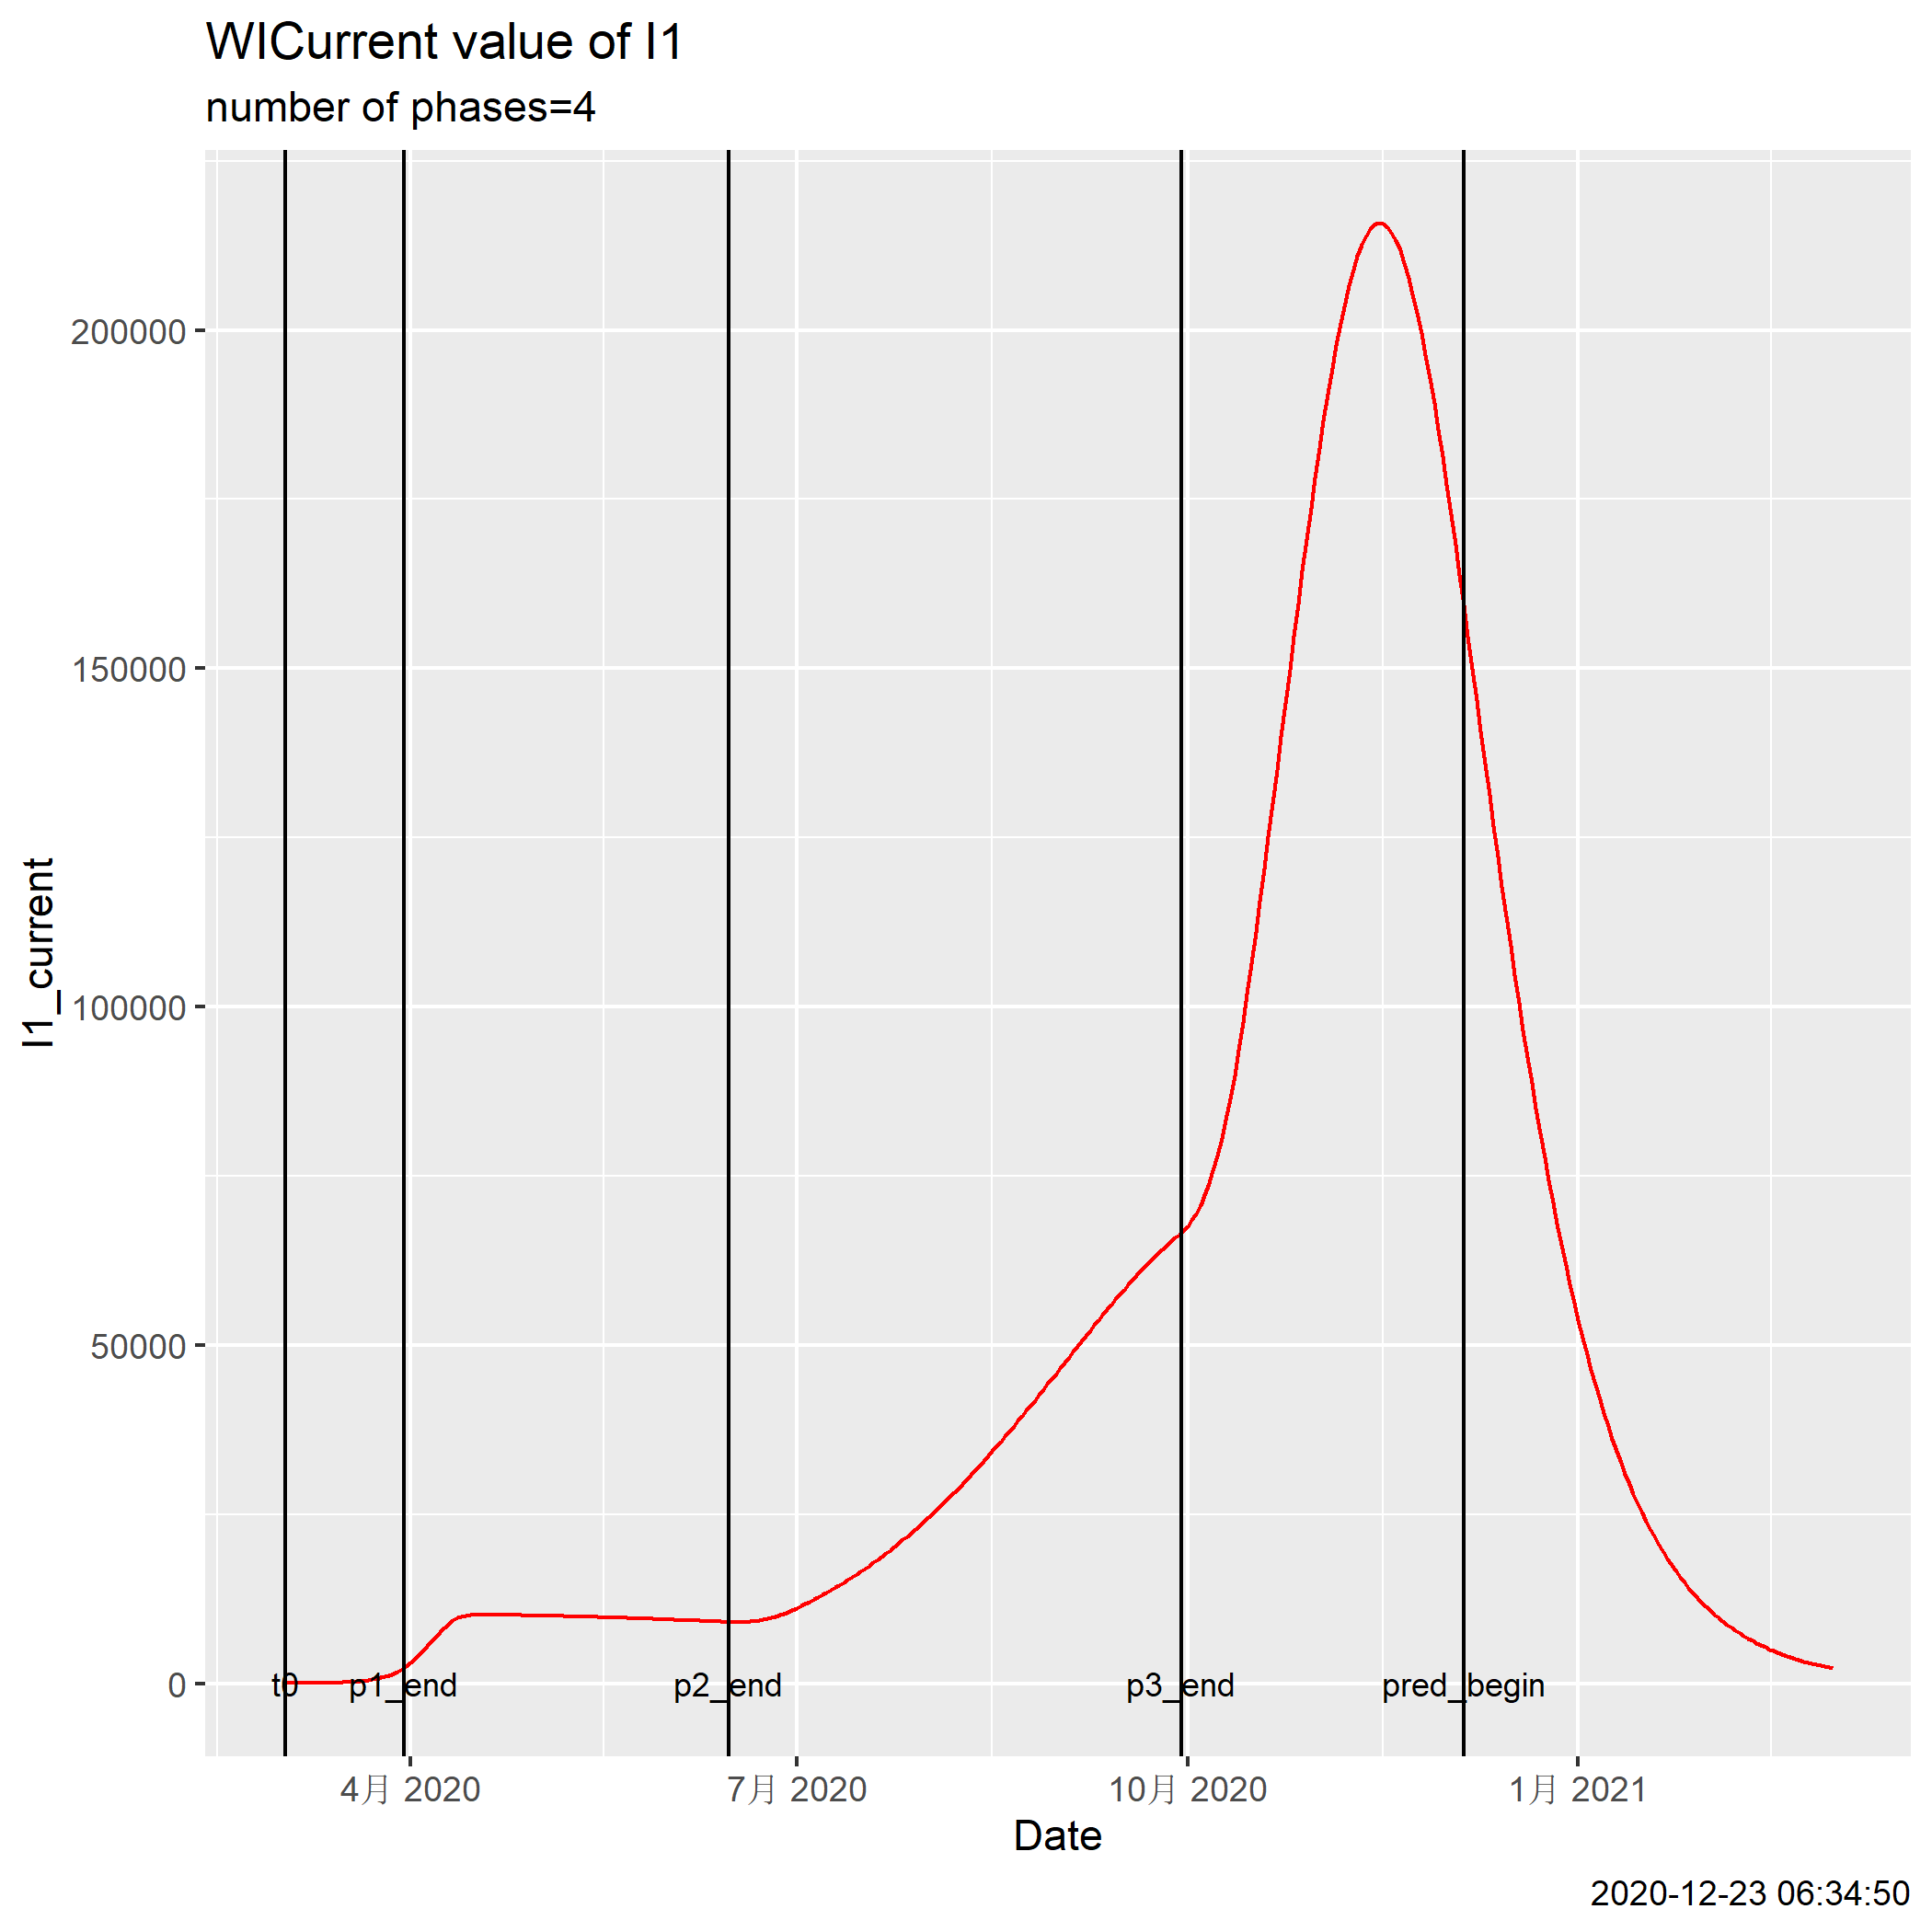 WICurrent value of I1
number of phases=4
I1_current
200000
150000
100000
50000
0
t0 p1_end p2_end p3_end pred_begin
4月 2020 7月 2020 10月 2020 1月 2021
Date
2020-12-23 06:34:50